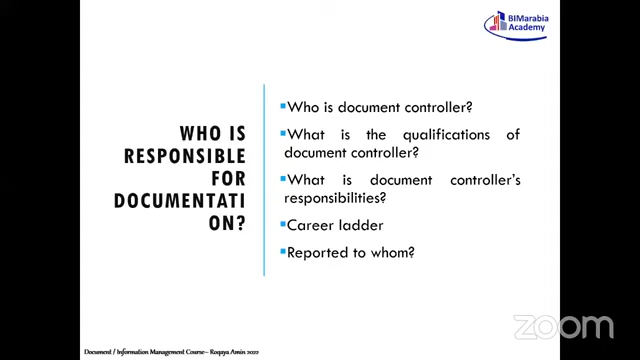 BIMarabia
Academy
WHO IS
RESPONSIBLE
FOR
DOCUMENTATI
ON?
Who is document controller?
What is the qualifications of
document controller?
What is document controller's
responsibilities?
Career ladder
Reported to whom?
Document / Information Management Course– Roqaya Amin 2022
zoom